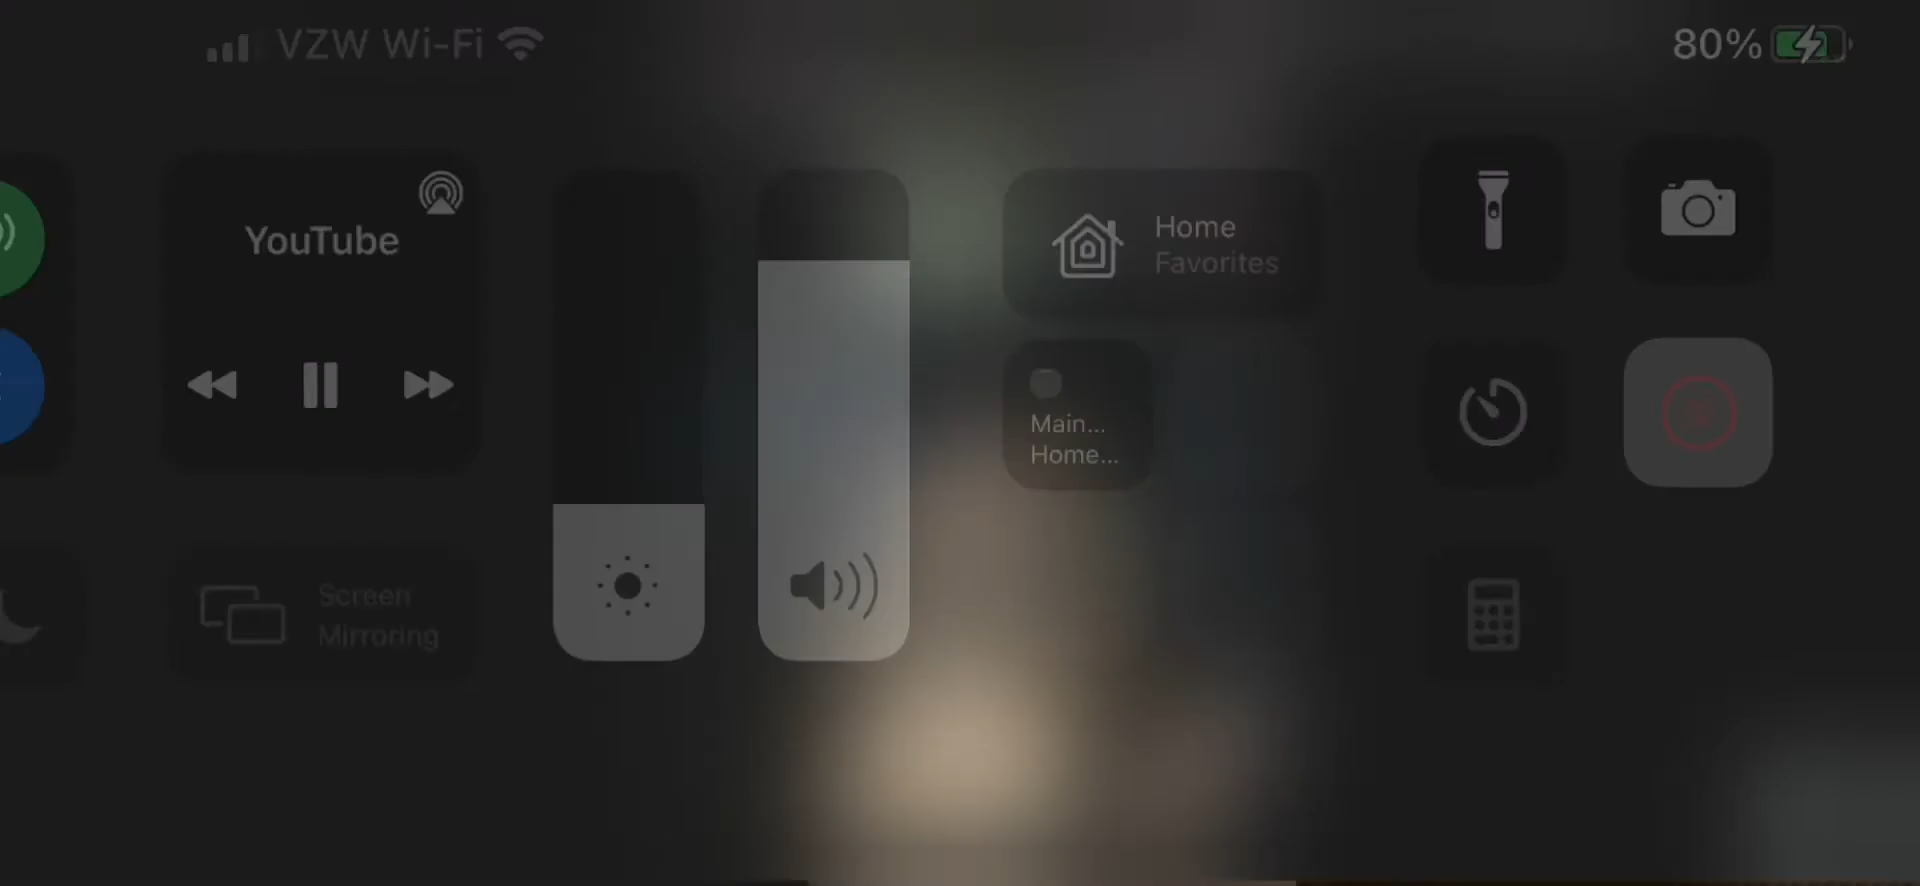 VZW Wi-Fi
80%
YouTube
Home
Favorites
Main...
Home...
Screen
Mirroring